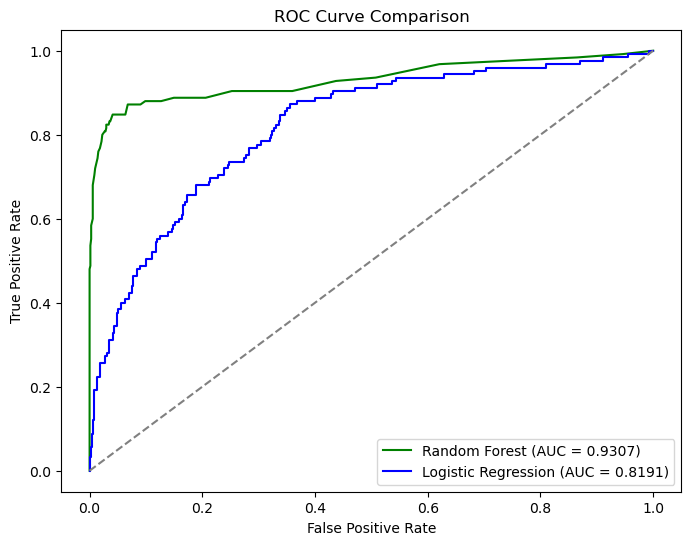 ROC Curve Comparison
True Positive Rate
1.0
0.8
0.6
0.4
0.2
0.0
0.0 0.2 0.4 0.6 0.8 1.0
False Positive Rate
Random Forest (AUC = 0.9307)
Logistic Regression (AUC = 0.8191)